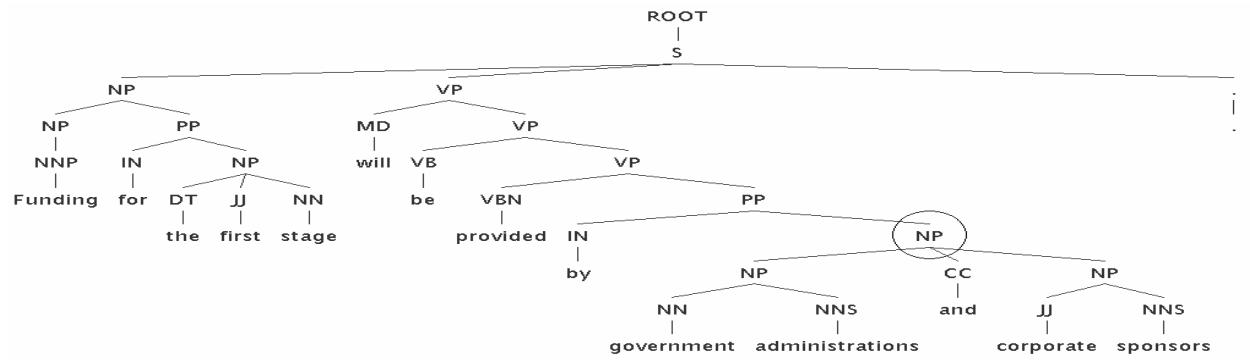 ROOT
S
NP VP .
NP PP MD VP .
NNP IN NP will VB VP
Funding for DT JJ NN be VBN PP
the first stage provided IN NP
by NP CC NP
NN NNS and JJ NNS
government administrations corporate sponsors